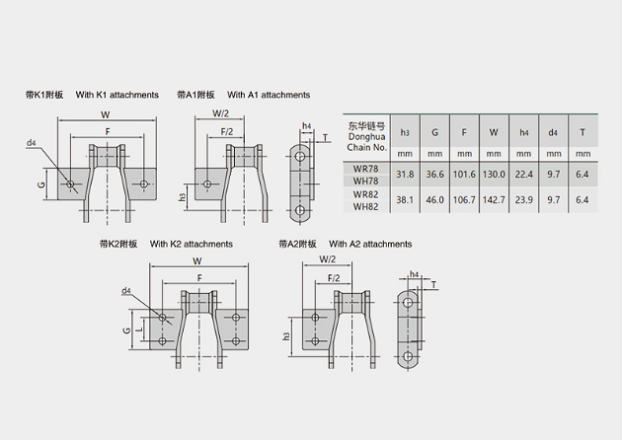 带K1附板 With K1 attachments 带A1附板 With A1 attachments
W
F
d4
G
W/2
F/2
h3
h4
T
东华链号
Donghua
Chain No.
h3 G F W h4 d4 T
mm mm mm mm mm mm mm
WR78
WH78
31.8 36.6 101.6 130.0 22.4 9.7 6.4
WR82
WH82
38.1 46.0 106.7 142.7 23.9 9.7 6.4
带K2附板 With K2 attachments 带A2附板 With A2 attachments
W
F
d4
G
L
W/2
F/2
h3
h4
T